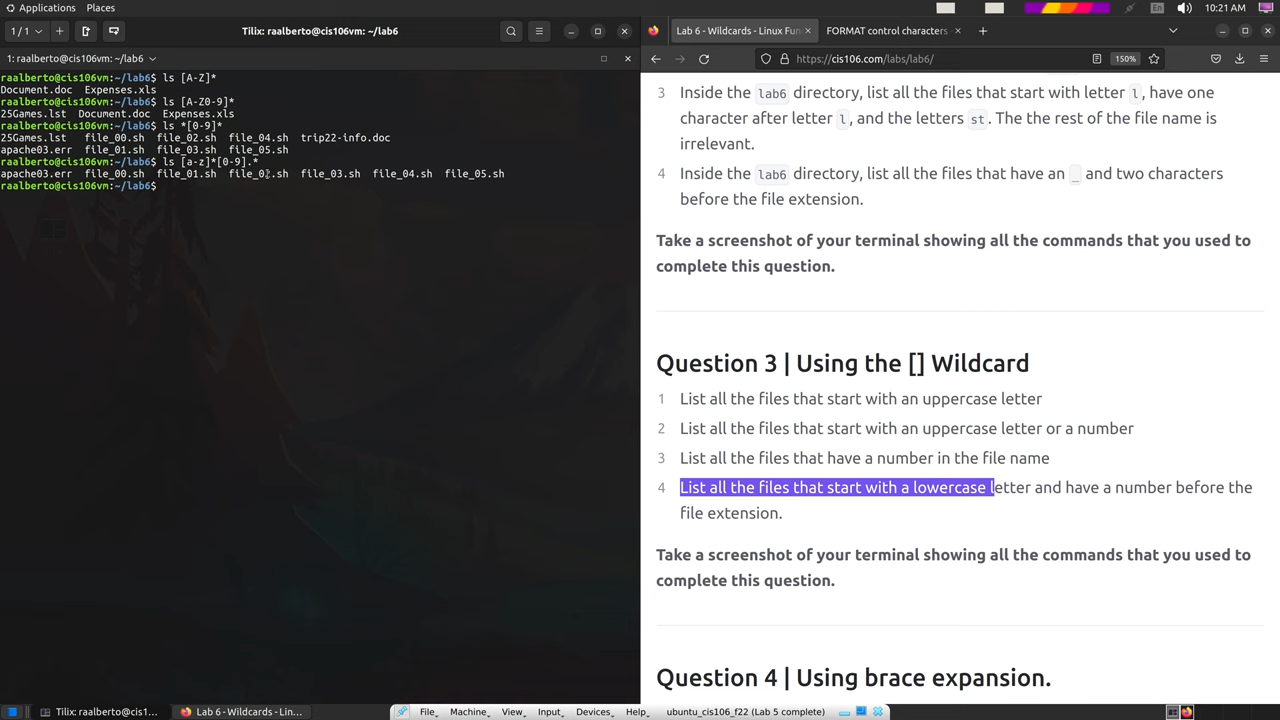 Applications Places
En 10:21 AM
1 / 1
Tilix: raalberto@cis106vm: ~/lab6
1: raalberto@cis106vm: ~/lab6
raalberto@cis106vm:~/lab6$ ls [A-Z]*
Document.doc Expenses.xls
raalberto@cis106vm:~/lab6$ ls [A-Z0-9]*
25Games.lst Document.doc Expenses.xls
raalberto@cis106vm:~/lab6$ ls *[0-9]*
25Games.lst file_00.sh file_02.sh file_04.sh trip22-info.doc
apache03.err file_01.sh file_03.sh file_05.sh
raalberto@cis106vm:~/lab6$ ls [a-z]*[0-9].*
apache03.err file_00.sh file_01.sh file_02.sh file_03.sh file_04.sh file_05.sh
raalberto@cis106vm:~/lab6$
Lab 6 - Wildcards - Linux Fun
FORMAT control characters
https://cis106.com/labs/lab6/
150%
3 Inside the lab6 directory, list all the files that start with letter l, have one
character after letter l, and the letters st. The the rest of the file name is
irrelevant.
4 Inside the lab6 directory, list all the files that have an _ and two characters
before the file extension.
Take a screenshot of your terminal showing all the commands that you used to
complete this question.
Question 3 | Using the [] Wildcard
1 List all the files that start with an uppercase letter
2 List all the files that start with an uppercase letter or a number
3 List all the files that have a number in the file name
4 List all the files that start with a lowercase letter and have a number before the
file extension.
Take a screenshot of your terminal showing all the commands that you used to
complete this question.
Question 4 | Using brace expansion.
Tilix: raalberto@cis10...
Lab 6 - Wildcards - Lin...
File Machine View Input Devices Help
ubuntu_cis106_f22 (Lab 5 complete)